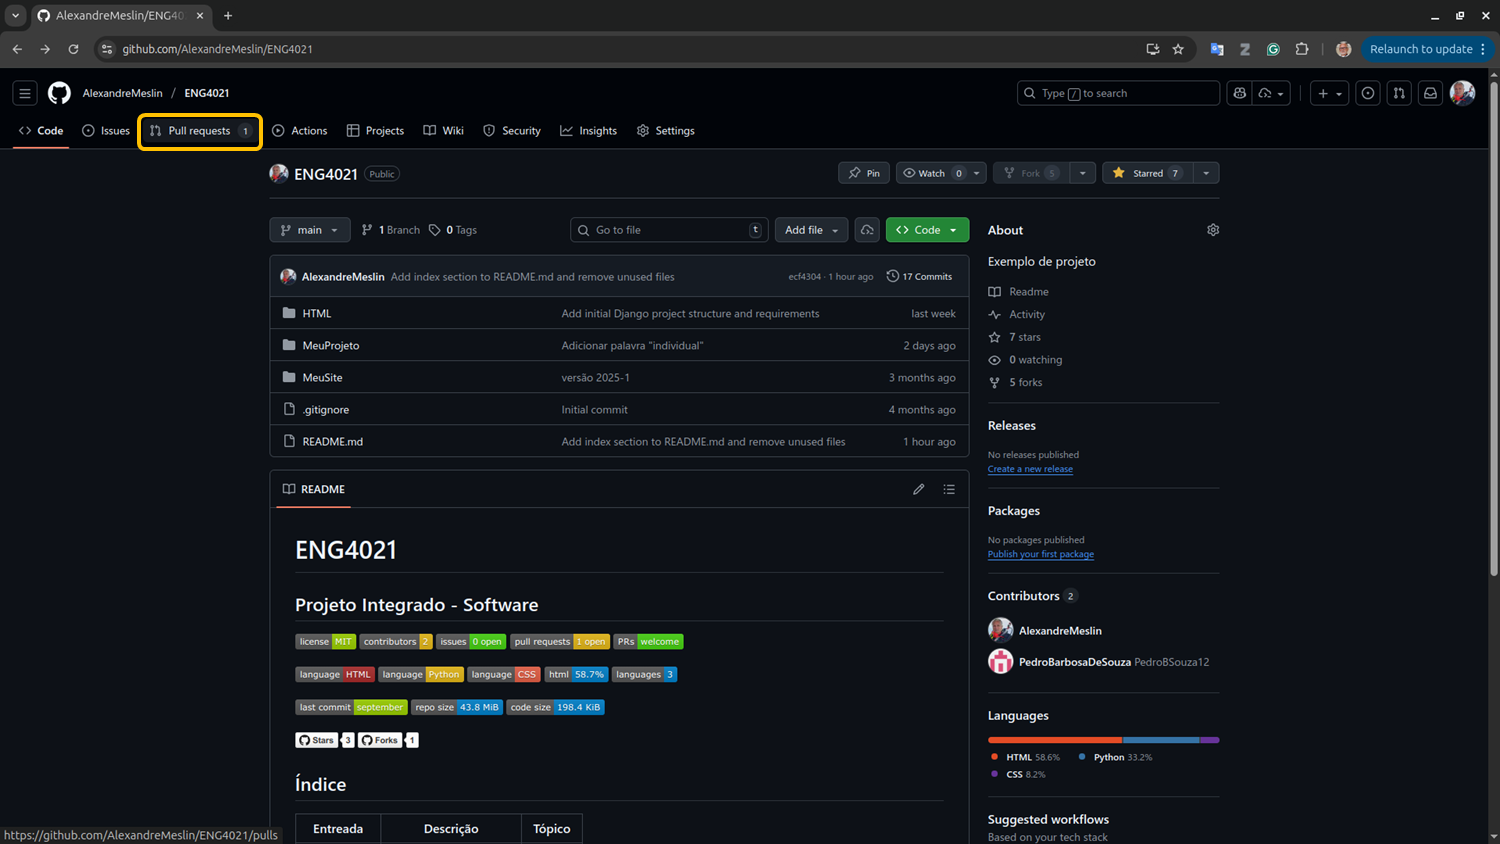 AlexandreMeslin/ENG40
github.com/AlexandreMeslin/ENG4021
Relaunch to update
AlexandreMeslin / ENG4021
Type / to search
Code Issues Pull requests 1 Actions Projects Wiki Security Insights Settings
ENG4021 Public
Pin Watch 0 Fork 5 Starred 7
main 1 Branch 0 Tags Go to file t Add file Code
AlexandreMeslin Add index section to README.md and remove unused files ecf4304 · 1 hour ago 17 Commits
HTML Add initial Django project structure and requirements last week
MeuProjeto Adicionar palavra "individual" 2 days ago
MeuSite versão 2025-1 3 months ago
.gitignore Initial commit 4 months ago
README.md Add index section to README.md and remove unused files 1 hour ago
README
ENG4021
Projeto Integrado - Software
license MIT contributors 2 issues 0 open pull requests 1 open PRs welcome
language HTML language Python language CSS html 58.7% languages 3
last commit september repo size 43.8 MiB code size 198.4 KiB
Stars 3 Forks 1
Índice
Entreada Descrição Tópico
About
Exemplo de projeto
Readme
Activity
7 stars
0 watching
5 forks
Releases
No releases published
Create a new release
Packages
No packages published
Publish your first package
Contributors 2
AlexandreMeslin
PedroBarbosaDeSouza PedroBSouza12
Languages
HTML 58.6% Python 33.2%
CSS 8.2%
Suggested workflows
Based on your tech stack
https://github.com/AlexandreMeslin/ENG4021/pulls